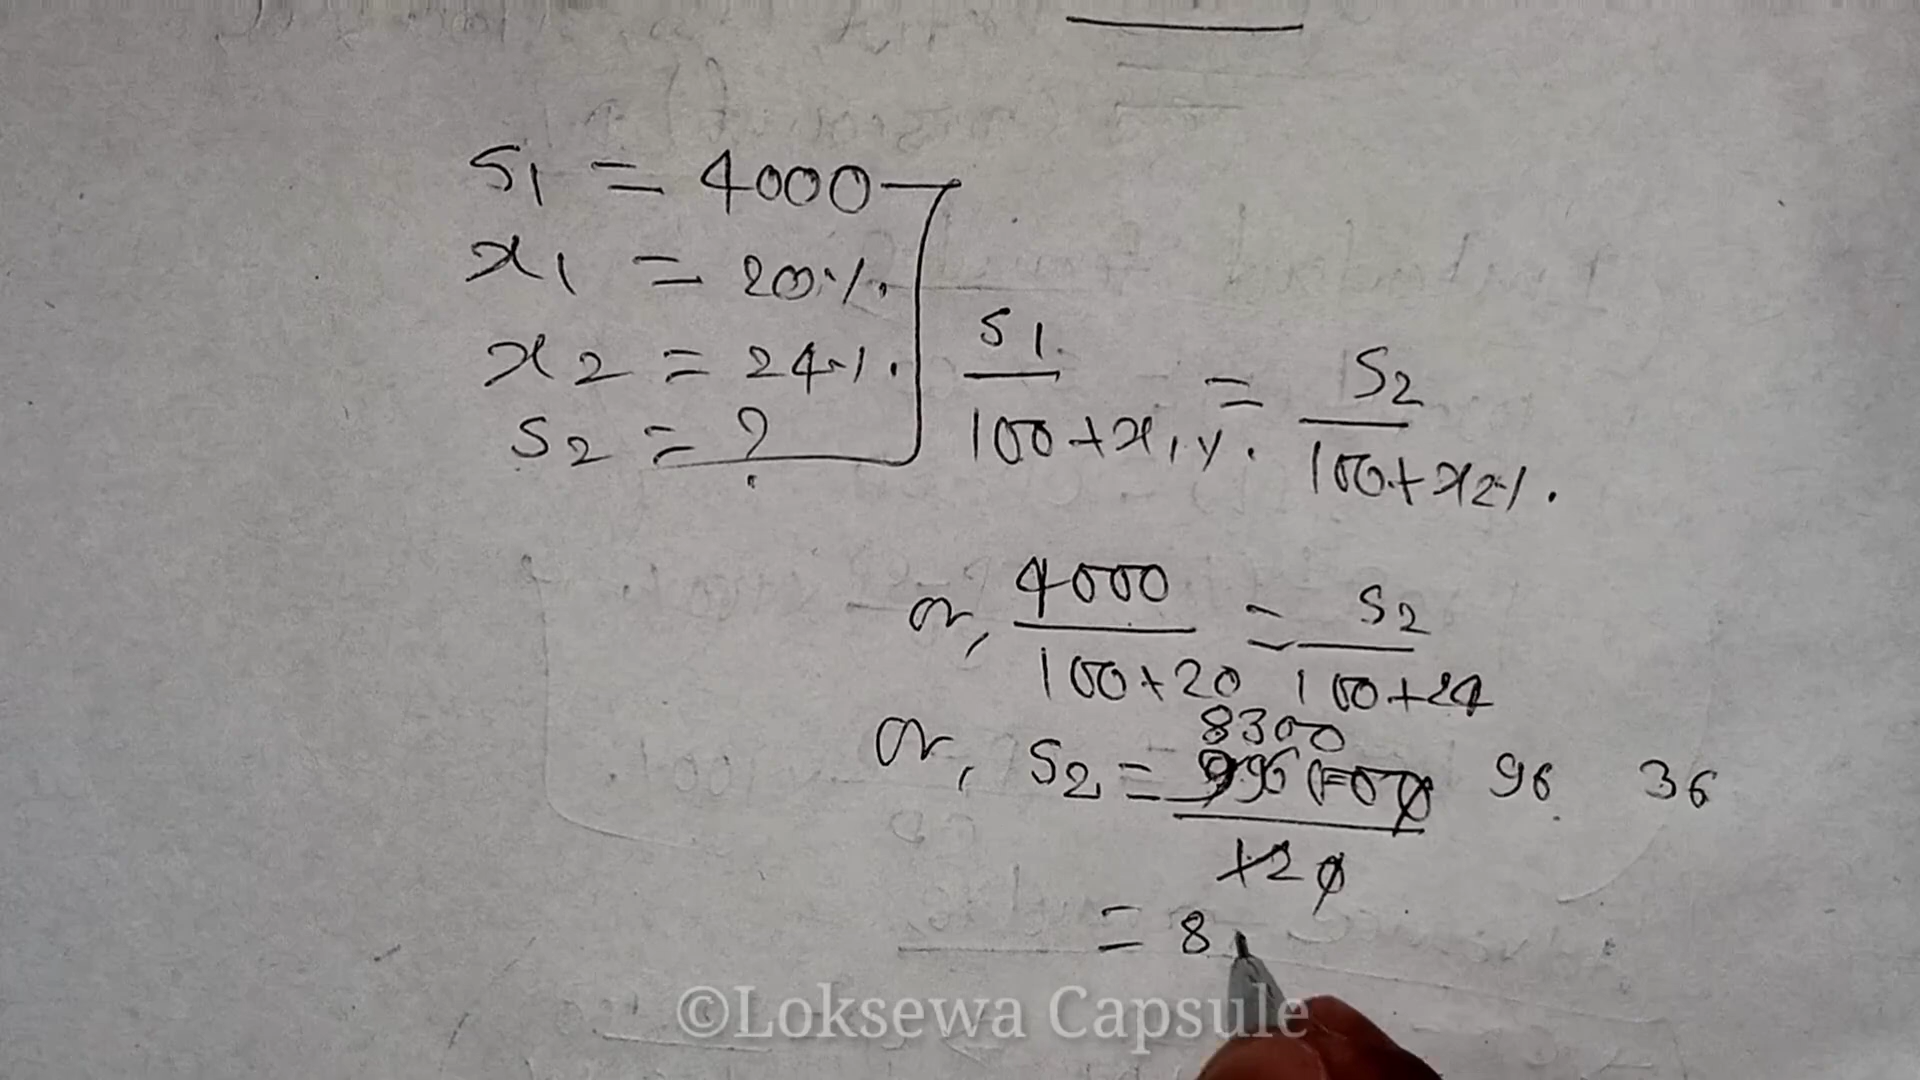 S1 = 4000
x1 = 20%.
x2 = 24%.
S2 = ?
S1 / 100+x1%. = S2 / 100+x2%.
or, 4000 / 100+20 = S2 / 100+24
8300
or, S2 = / 120
96 36
= 8
©Loksewa Capsule